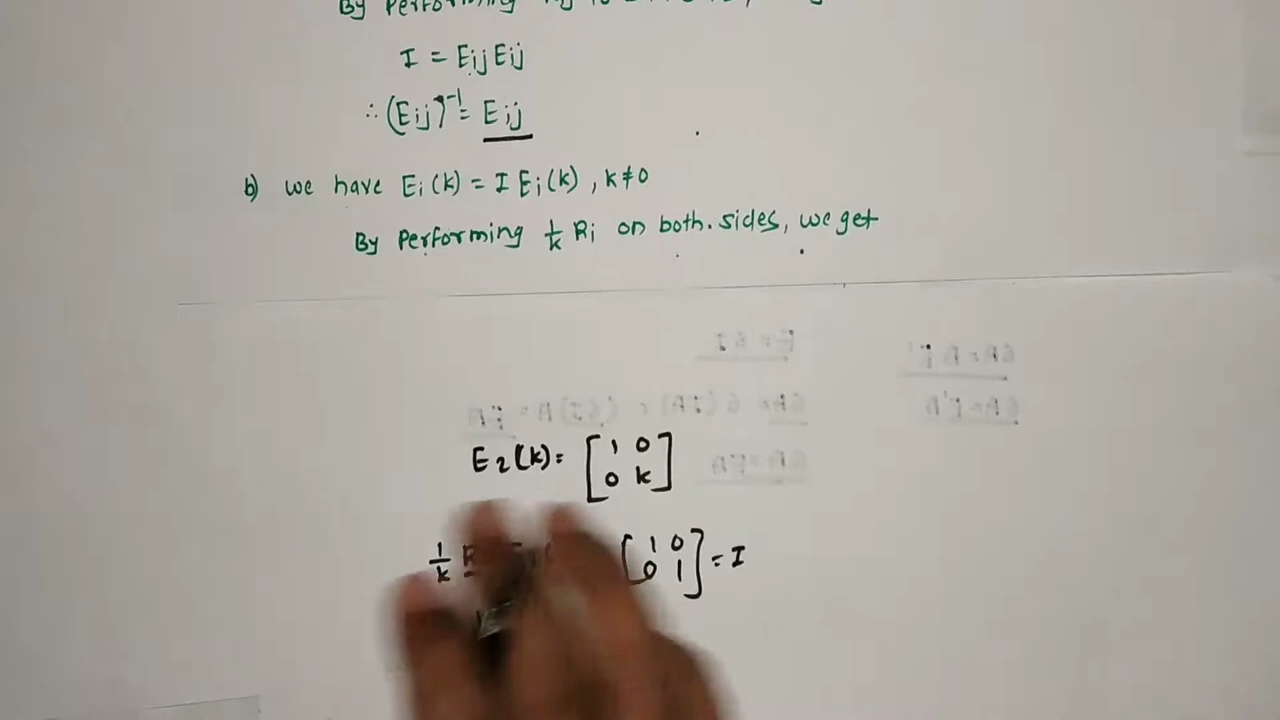 By Performing
I = Eij Eij
∴ (Eij)⁻¹ = Eij
b) we have Ei(k) = I Ei(k), k≠0
By Performing 1/k Ri on both sides, we get
E2(k) = [1 0
0 k]
1/k R [1 0
0 1] = I